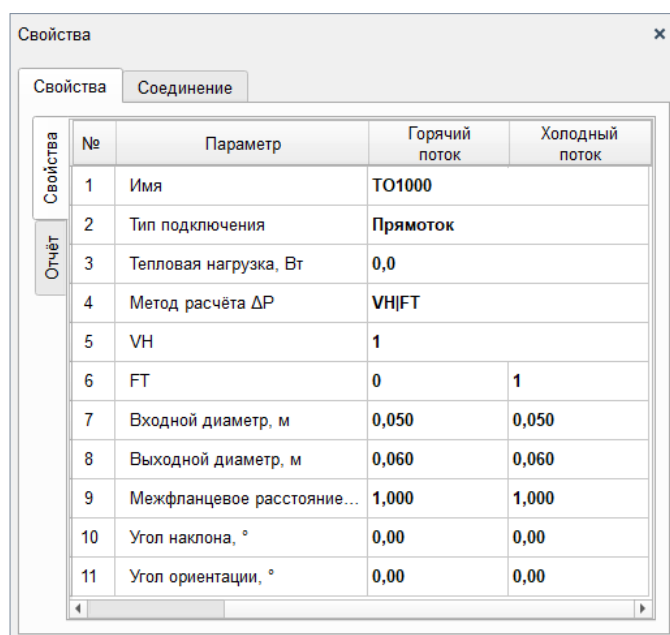 Свойства
Свойства Соединение
Свойства
Отчёт
№ Параметр Горячий поток Холодный поток
1 Имя ТО1000
2 Тип подключения Прямоток
3 Тепловая нагрузка, Вт 0,0
4 Метод расчёта ΔP VH|FT
5 VH 1
6 FT 0 1
7 Входной диаметр, м 0,050 0,050
8 Выходной диаметр, м 0,060 0,060
9 Межфланцевое расстояние... 1,000 1,000
10 Угол наклона, ° 0,00 0,00
11 Угол ориентации, ° 0,00 0,00